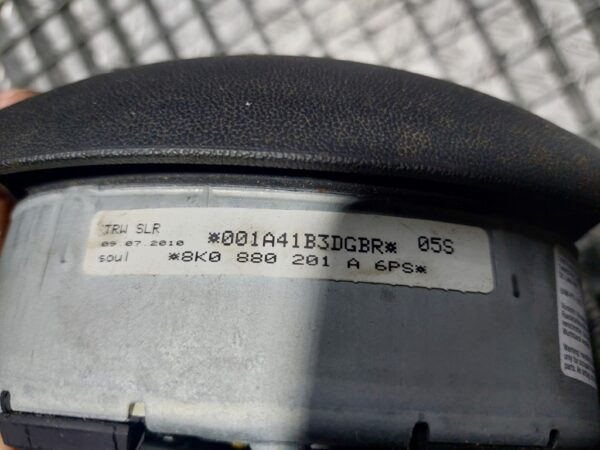 TRW SLR
09.07.2010 *001A41B3DGBR* 05S
soul *8K0 880 201 A 6PS*